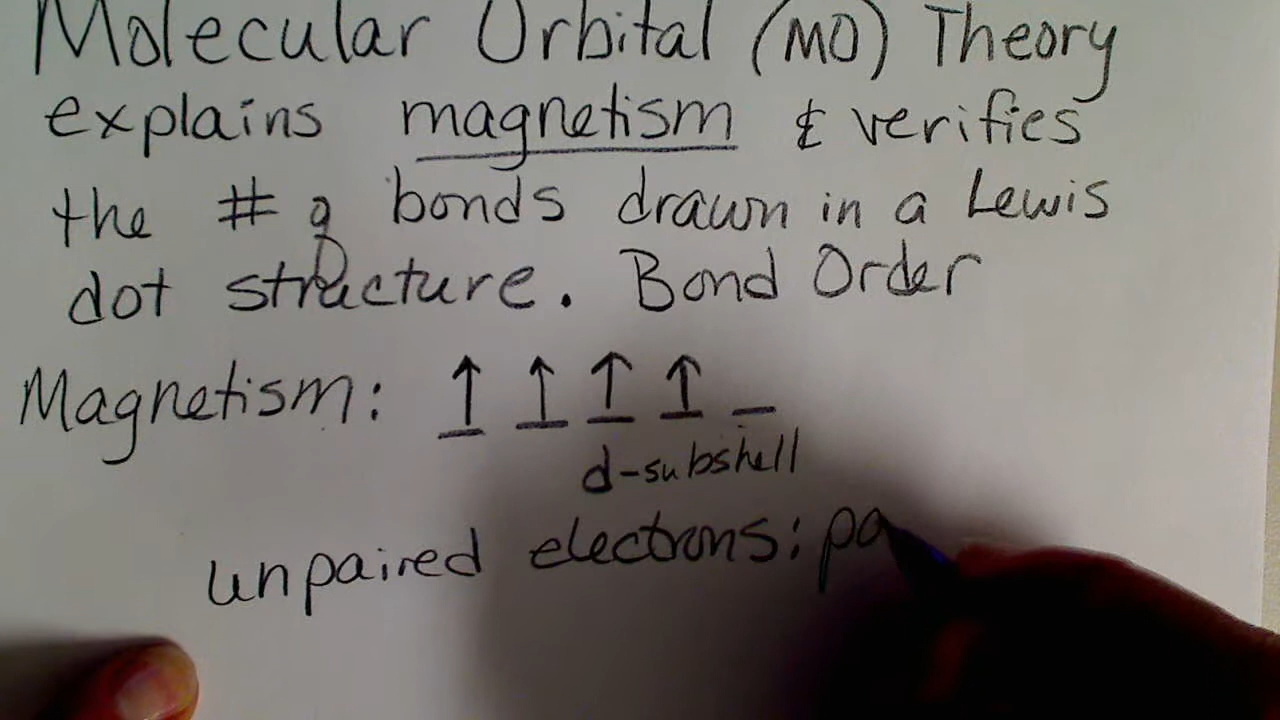 Molecular Orbital (MO) Theory
explains magnetism & verifies
the # of bonds drawn in a Lewis
dot structure. Bond Order
Magnetism: ↑ ↑ ↑ ↑ _
d-subshell
unpaired electrons: pa